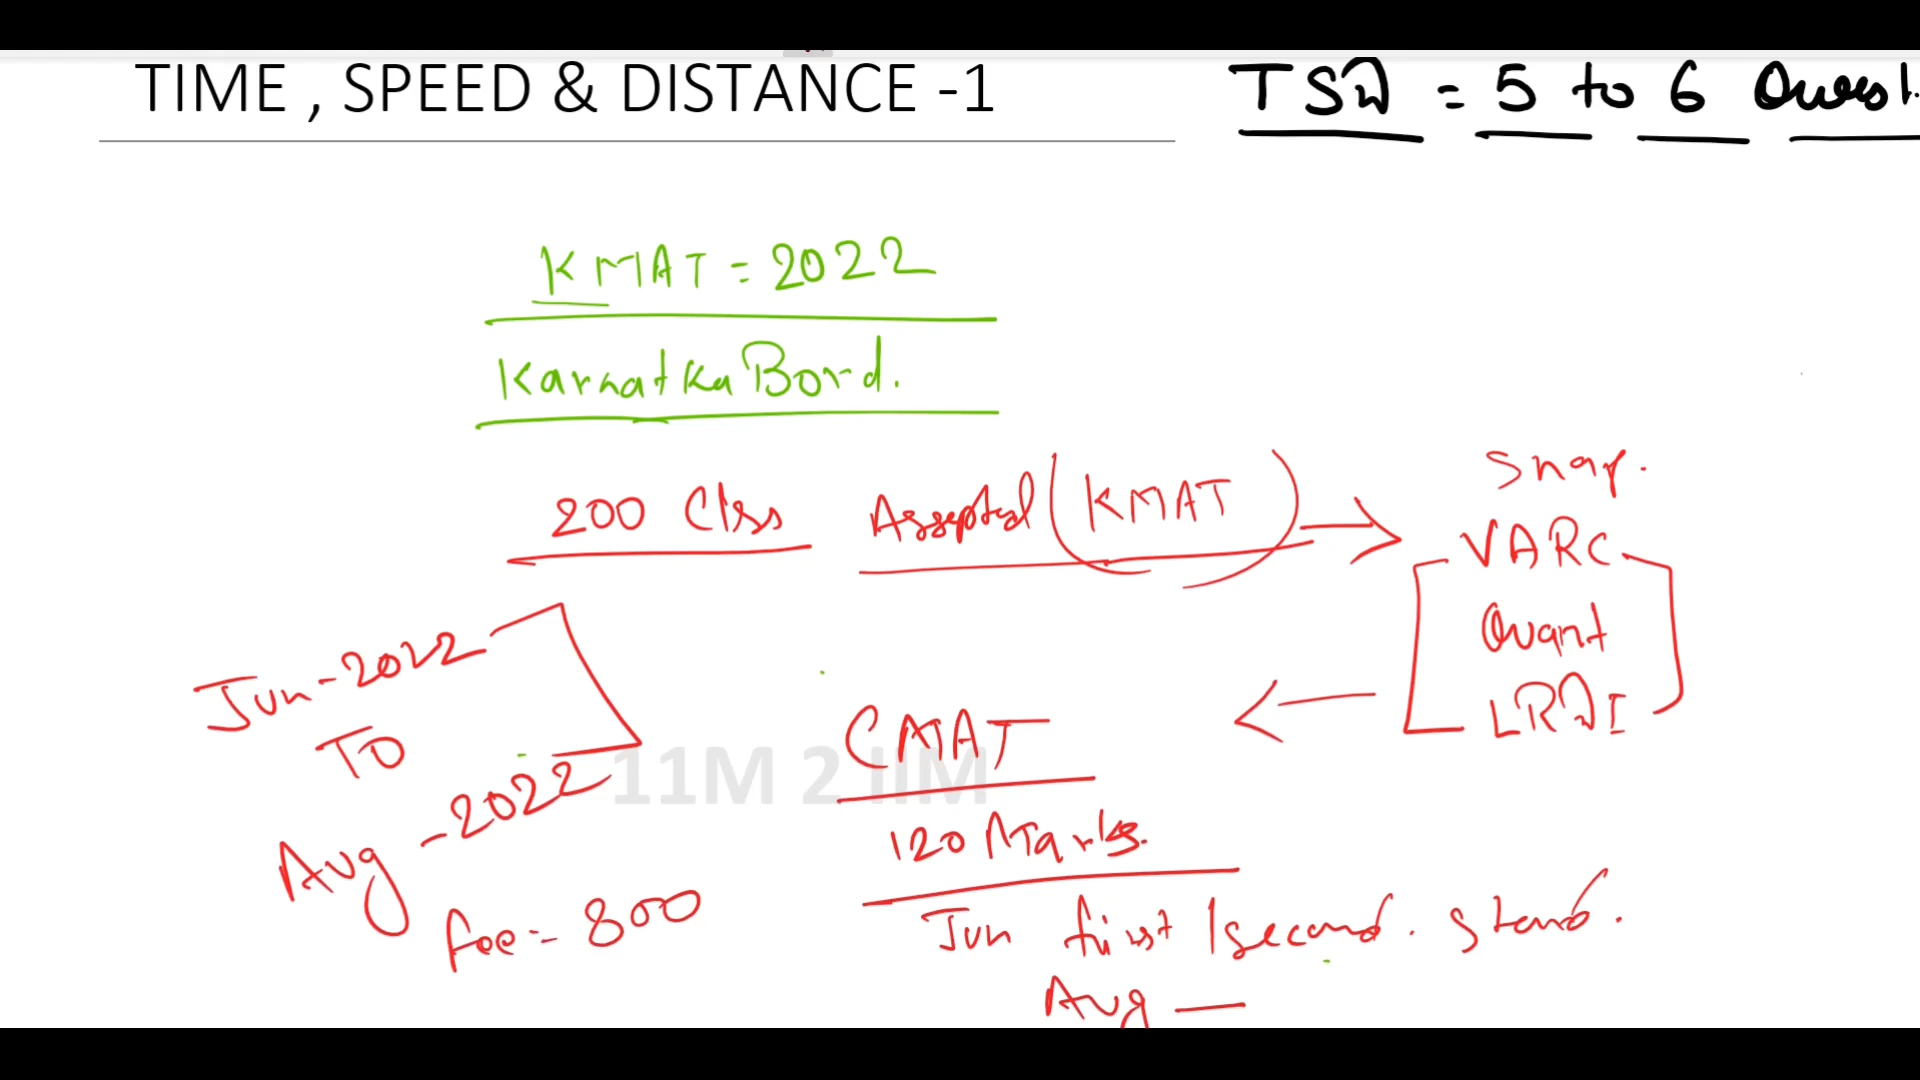 TIME , SPEED & DISTANCE -1
TSD = 5 to 6 Quest.
KMAT = 2022
Karnatka Bord.
200 Clss Assepted (KMAT)
Snap.
VARC
Quant
LRDI
Jun-2022
TO
Aug-2022
fee:- 800
CMAT
11M 2 IIM
120 Marks.
Jun first/second. stand.
Aug —